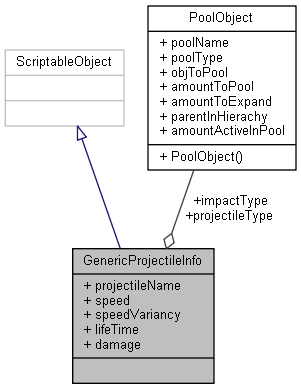 PoolObject
+ poolName
+ poolType
+ objToPool
+ amountToPool
+ amountToExpand
+ parentInHierachy
+ amountActiveInPool
+ PoolObject()
ScriptableObject
+impactType
+projectileType
GenericProjectileInfo
+ projectileName
+ speed
+ speedVariancy
+ lifeTime
+ damage